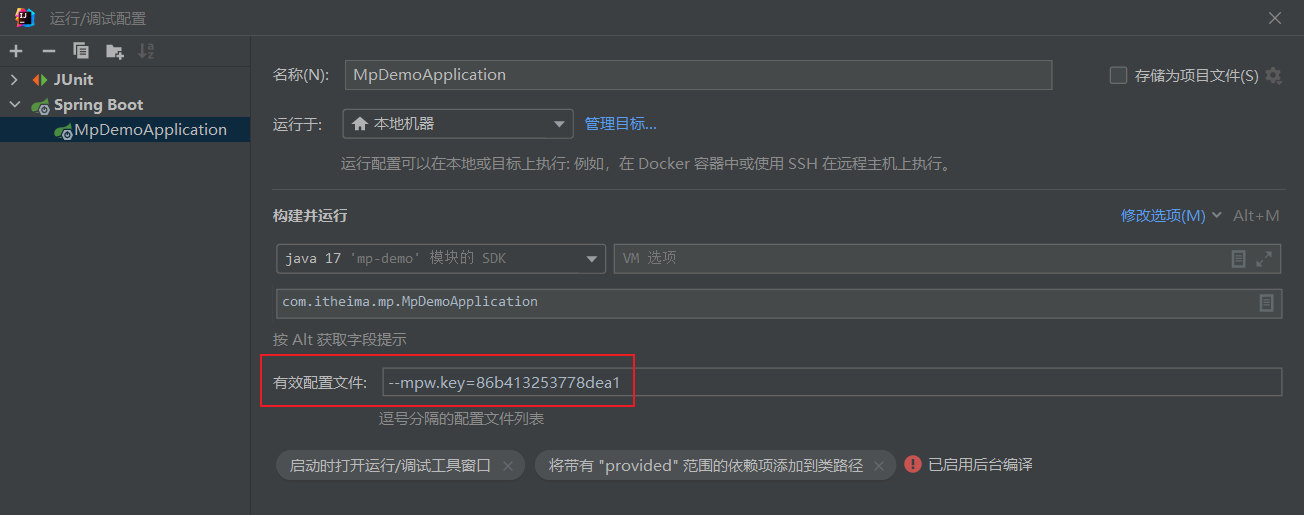 运行/调试配置
JUnit
Spring Boot
MpDemoApplication
名称(N): MpDemoApplication 存储为项目文件(S)
运行于: 本地机器 管理目标...
运行配置可以在本地或目标上执行: 例如，在 Docker 容器中或使用 SSH 在远程主机上执行。
构建并运行 修改选项(M) Alt+M
java 17 'mp-demo' 模块的 SDK VM 选项
com.itheima.mp.MpDemoApplication
按 Alt 获取字段提示
有效配置文件: --mpw.key=86b413253778dea1
逗号分隔的配置文件列表
启动时打开运行/调试工具窗口 将带有 "provided" 范围的依赖项添加到类路径 已启用后台编译